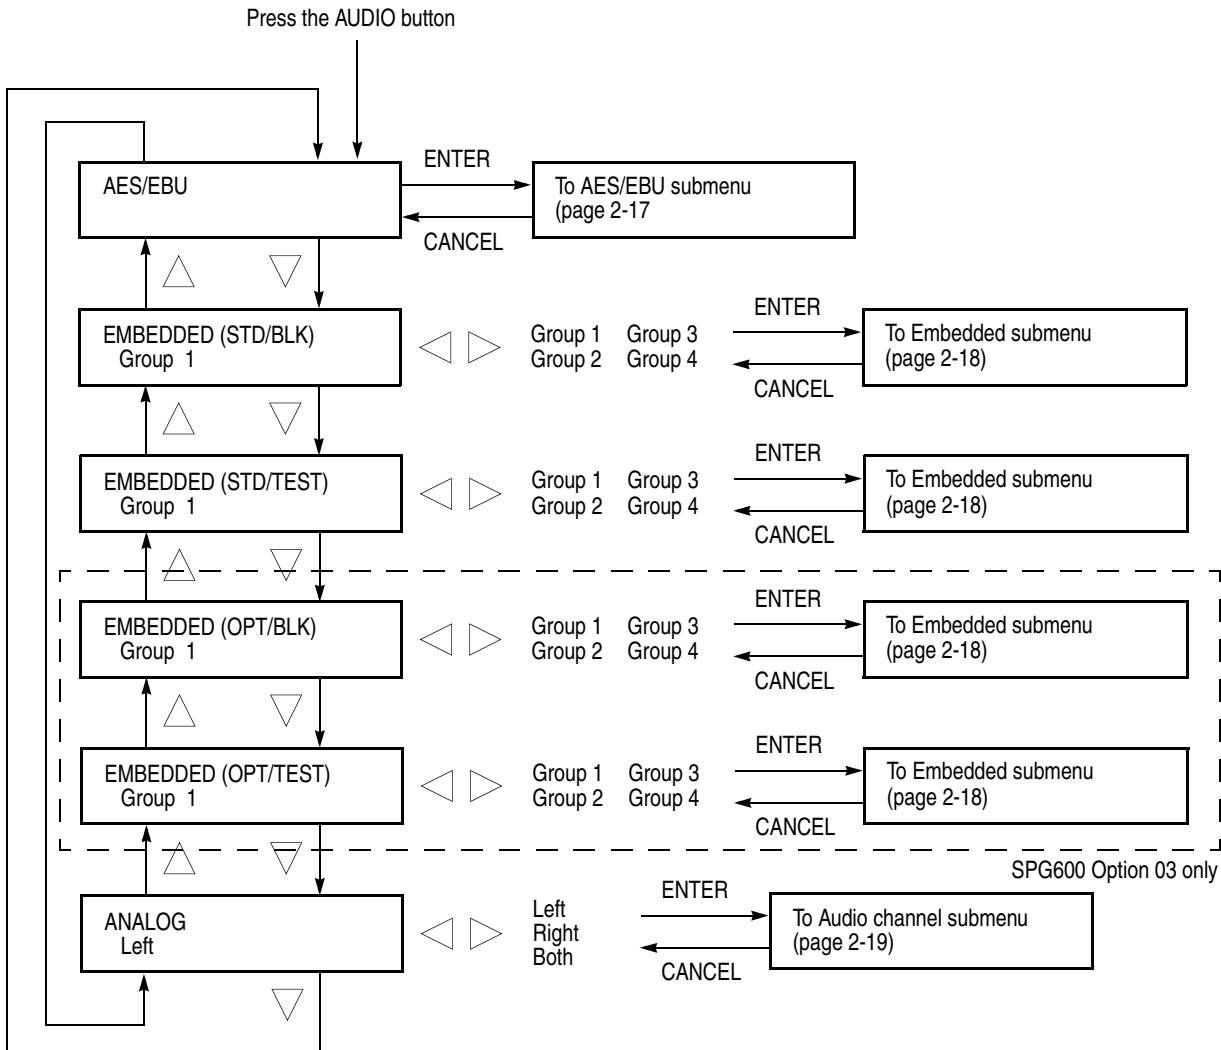 Press the AUDIO button
AES/EBU
ENTER
CANCEL
To AES/EBU submenu
(page 2-17
EMBEDDED (STD/BLK)
Group 1
Group 1 Group 3
Group 2 Group 4
ENTER
CANCEL
To Embedded submenu
(page 2-18)
EMBEDDED (STD/TEST)
Group 1
Group 1 Group 3
Group 2 Group 4
ENTER
CANCEL
To Embedded submenu
(page 2-18)
EMBEDDED (OPT/BLK)
Group 1
Group 1 Group 3
Group 2 Group 4
ENTER
CANCEL
To Embedded submenu
(page 2-18)
EMBEDDED (OPT/TEST)
Group 1
Group 1 Group 3
Group 2 Group 4
ENTER
CANCEL
To Embedded submenu
(page 2-18)
SPG600 Option 03 only
ANALOG
Left
Left
Right
Both
ENTER
CANCEL
To Audio channel submenu
(page 2-19)